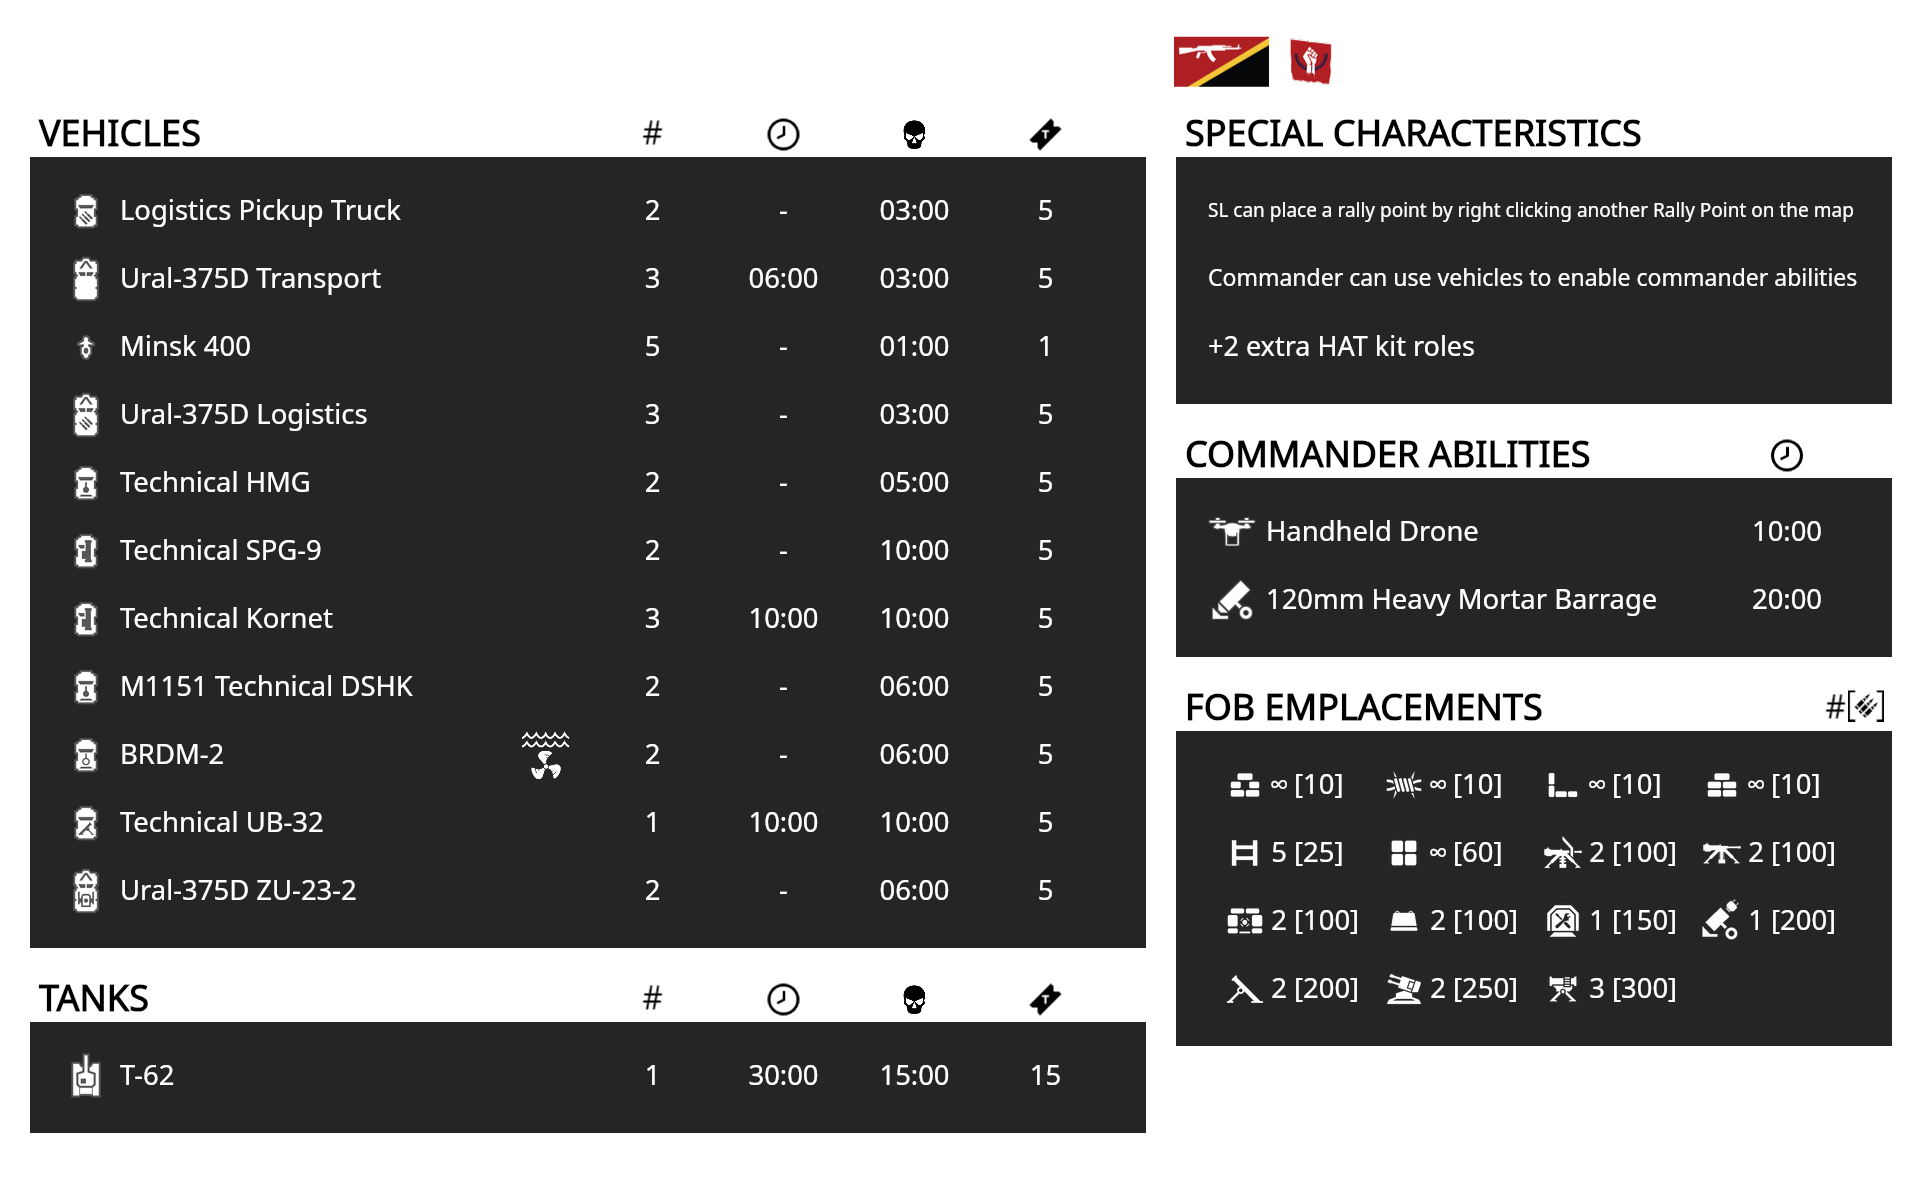 VEHICLES #
Logistics Pickup Truck 2 - 03:00 5
Ural-375D Transport 3 06:00 03:00 5
Minsk 400 5 - 01:00 1
Ural-375D Logistics 3 - 03:00 5
Technical HMG 2 - 05:00 5
Technical SPG-9 2 - 10:00 5
Technical Kornet 3 10:00 10:00 5
M1151 Technical DSHK 2 - 06:00 5
BRDM-2 2 - 06:00 5
Technical UB-32 1 10:00 10:00 5
Ural-375D ZU-23-2 2 - 06:00 5
TANKS #
T-62 1 30:00 15:00 15
SPECIAL CHARACTERISTICS
SL can place a rally point by right clicking another Rally Point on the map
Commander can use vehicles to enable commander abilities
+2 extra HAT kit roles
COMMANDER ABILITIES
Handheld Drone 10:00
120mm Heavy Mortar Barrage 20:00
FOB EMPLACEMENTS #[]
∞ [10] ∞ [10] ∞ [10] ∞ [10]
5 [25] ∞ [60] 2 [100] 2 [100]
2 [100] 2 [100] 1 [150] 1 [200]
2 [200] 2 [250] 3 [300]